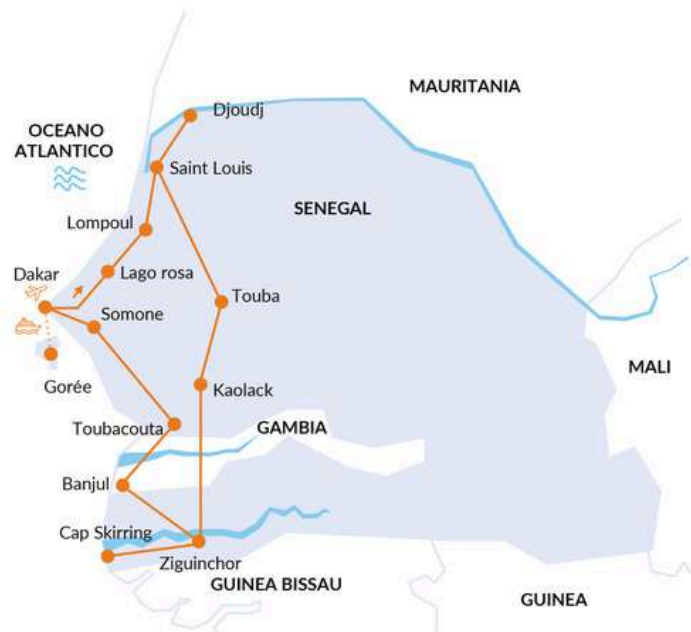 MAURITANIA
Djoudj
OCEANO
ATLANTICO
Saint Louis
SENEGAL
Lompoul
Dakar
Lago rosa
Touba
Somone
MALI
Gorée
Kaolack
Toubacouta
GAMBIA
Banjul
Cap Skirring
Ziguinchor
GUINEA BISSAU
GUINEA